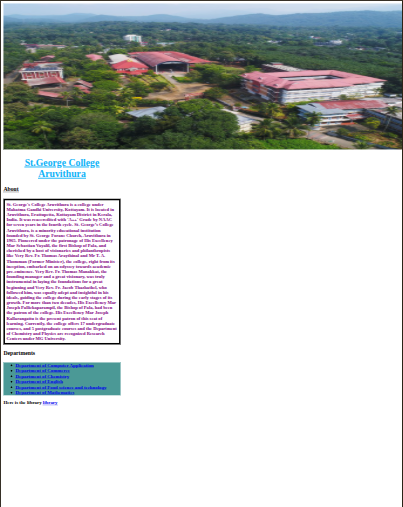 St.George College
Aruvithura
About
St. George's College Aruvithura is a college under
Mahatma Gandhi University, Kottayam. It is located in
Aruvithura, Erattupetta, Kottayam District in Kerala,
India. It was reaccredited with 'A++' Grade by NAAC
for seven years in the fourth cycle. St. George's College
Aruvithura, is a minority educational institution
founded by St. George Forane Church, Aruvithura in
1965. Pioneered under the patronage of His Excellency
Mar Sebastian Vayalil, the first Bishop of Pala, and
cherished by a host of visionaries and philanthropists
like Very Rev. Fr. Thomas Arayathinal and Mr T. A.
Thomman (Former Minister), the college, right from its
inception, embarked on an odyssey towards academic
pre-eminence. Very Rev. Fr. Thomas Manakkat, the
founding manager and a great visionary, was truly
instrumental in laying the foundations for a great
beginning and Very Rev. Fr. Jacob Thazhathel, who
followed him, was equally adept and insightful in his
ideals, guiding the college during the early stages of its
growth. For more than two decades, His Excellency Mar
Joseph Pallickaparampil, the Bishop of Pala, had been
the patron of the college. His Excellency Mar Joseph
Kallarangattu is the present patron of this seat of
learning. Currently, the college offers 17 undergraduate
courses, and 5 postgraduate courses and the Department
of Chemistry and Physics are recognized Research
Centers under MG University.
Departments
Department of Computer Application
Department of Commerce
Department of Chemistry
Department of English
Department of Food science and technology
Department of Mathematics
Here is the library library